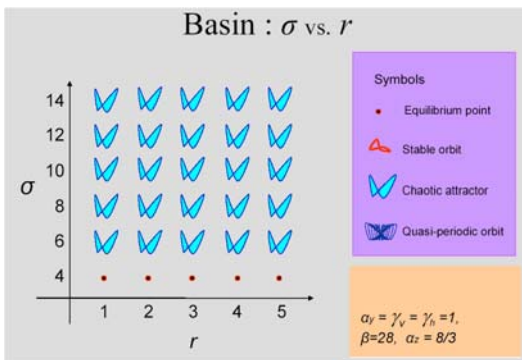 Basin : σ vs. r
14
12
10
σ
8
6
4
1 2 3 4 5
r
Symbols
Equilibrium point
Stable orbit
Chaotic attractor
Quasi-periodic orbit
αy = γv = γh =1,
β=28, αz = 8/3